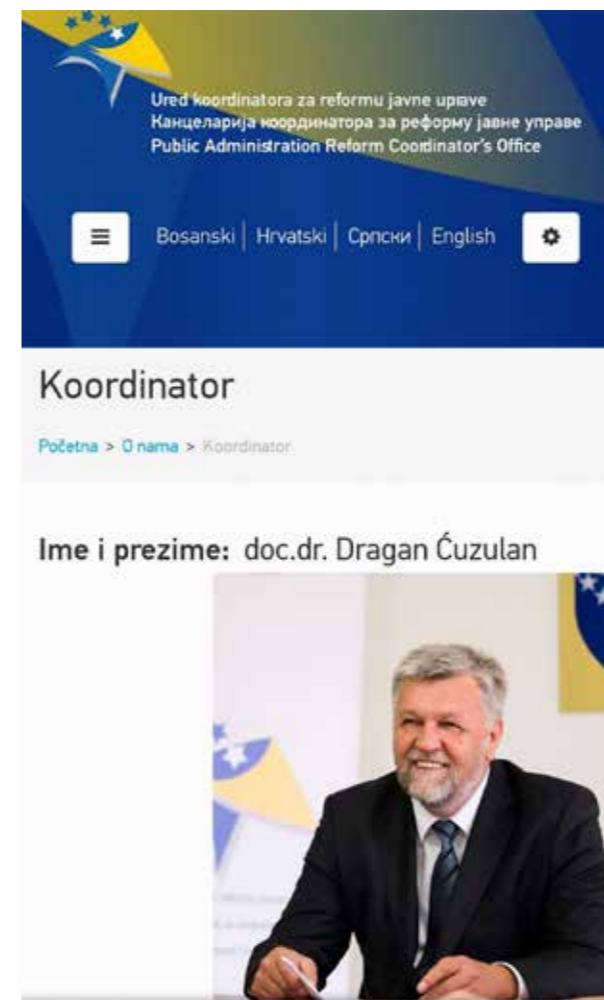 Ured koordinatora za reformu javne uprave
Канцеларија координатора за реформу јавне управе
Public Administration Reform Coordinator's Office
Bosanski | Hrvatski | Српски | English
Koordinator
Početna > O nama > Koordinator
Ime i prezime: doc.dr. Dragan Ćuzulan